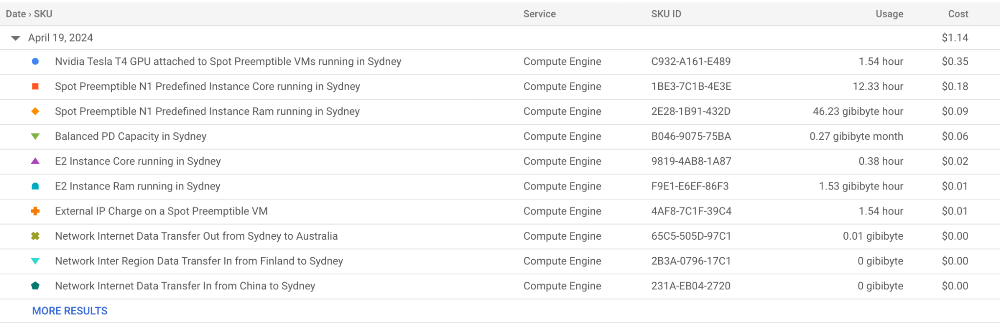 Date › SKU Service SKU ID Usage Cost
April 19, 2024 $1.14
Nvidia Tesla T4 GPU attached to Spot Preemptible VMs running in Sydney Compute Engine C932-A161-E489 1.54 hour $0.35
Spot Preemptible N1 Predefined Instance Core running in Sydney Compute Engine 1BE3-7C1B-4E3E 12.33 hour $0.18
Spot Preemptible N1 Predefined Instance Ram running in Sydney Compute Engine 2E28-1B91-432D 46.23 gibibyte hour $0.09
Balanced PD Capacity in Sydney Compute Engine B046-9075-75BA 0.27 gibibyte month $0.06
E2 Instance Core running in Sydney Compute Engine 9819-4AB8-1A87 0.38 hour $0.02
E2 Instance Ram running in Sydney Compute Engine F9E1-E6EF-86F3 1.53 gibibyte hour $0.01
External IP Charge on a Spot Preemptible VM Compute Engine 4AF8-7C1F-39C4 1.54 hour $0.01
Network Internet Data Transfer Out from Sydney to Australia Compute Engine 65C5-505D-97C1 0.01 gibibyte $0.00
Network Inter Region Data Transfer In from Finland to Sydney Compute Engine 2B3A-0796-17C1 0 gibibyte $0.00
Network Internet Data Transfer In from China to Sydney Compute Engine 231A-EB04-2720 0 gibibyte $0.00
MORE RESULTS